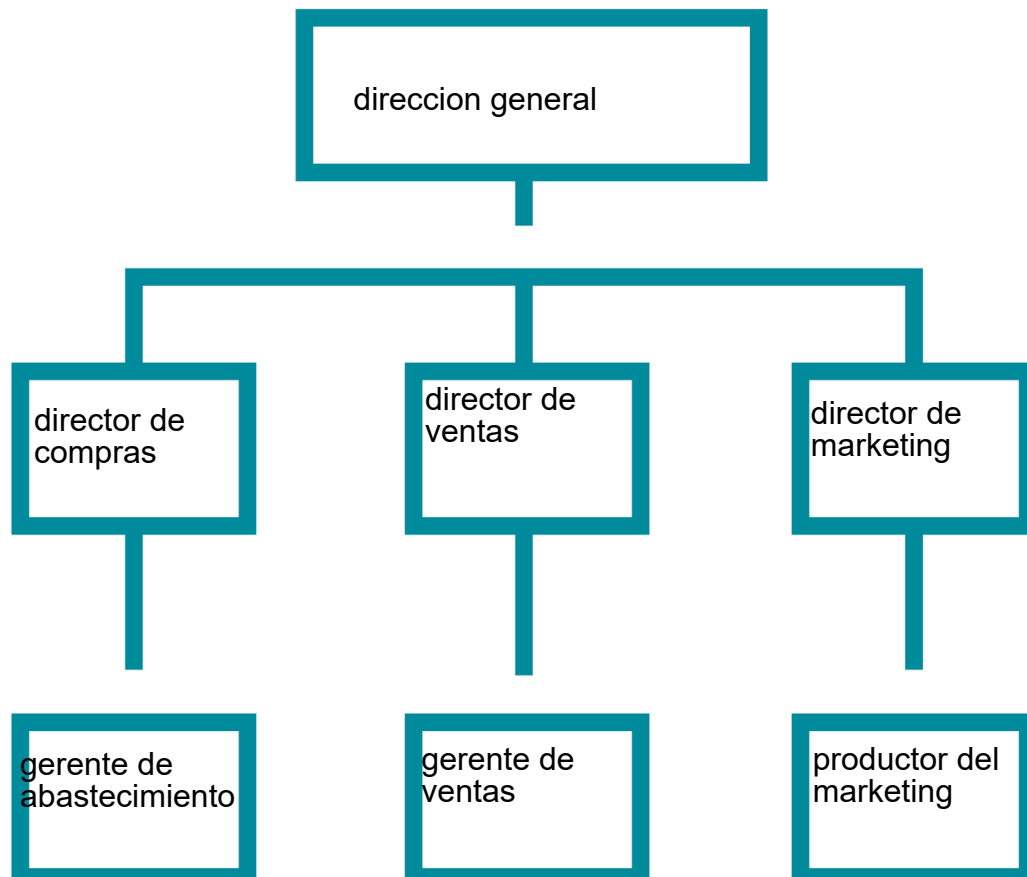 direccion general
director de
compras
director de
ventas
director de
marketing
gerente de
abastecimiento
gerente de
ventas
productor del
marketing